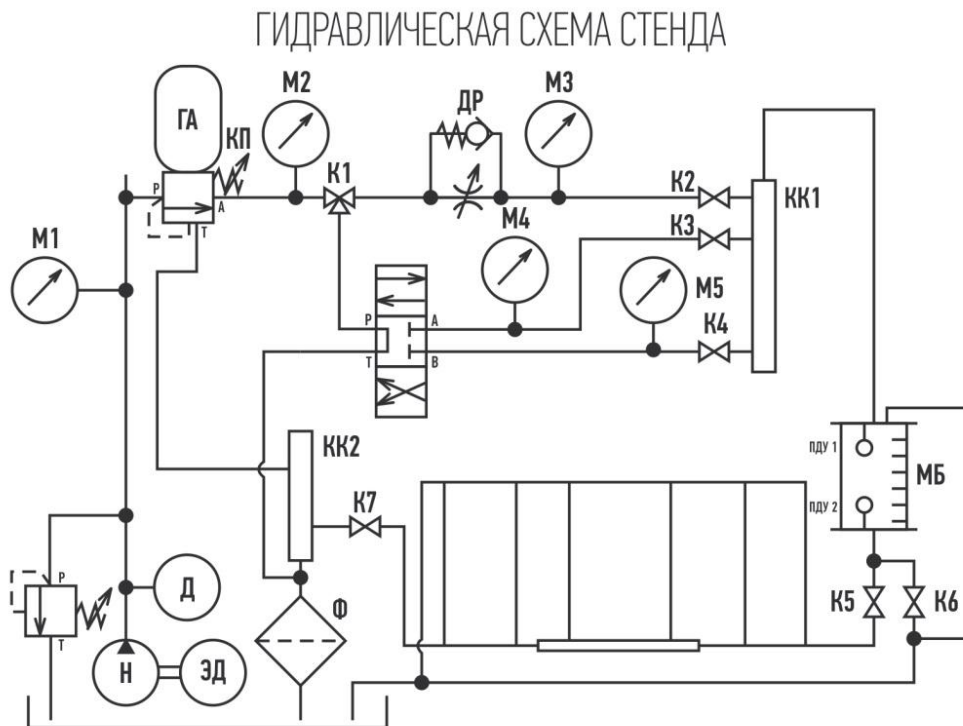 ГИДРАВЛИЧЕСКАЯ СХЕМА СТЕНДА
ГА
КП
М2
ДР
М3
К1
К2
КК1
P
A
T
М1
К3
М4
М5
P
A
К4
T
B
КК2
ПДУ 1
МБ
ПДУ 2
К7
P
Д
Ф
К5
К6
T
Н
ЭД